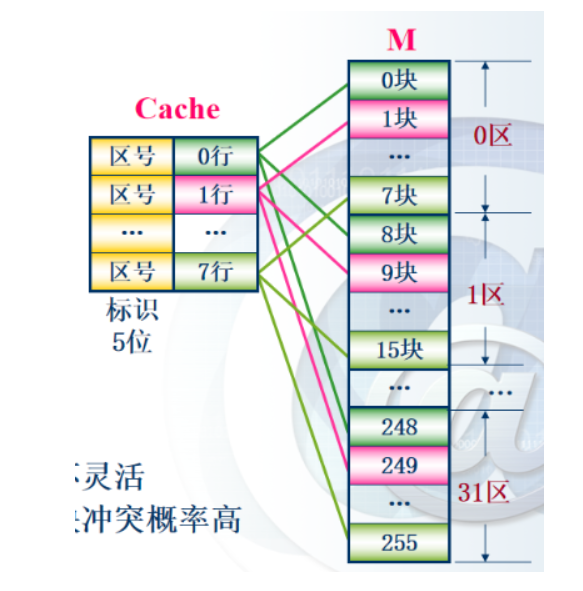 M
Cache
0块
1块
...
7块
8块
9块
...
15块
...
248
249
...
255
0区
1区
...
31区
区号 0行
区号 1行
... ...
区号 7行
标识
5位
灵活
冲突概率高